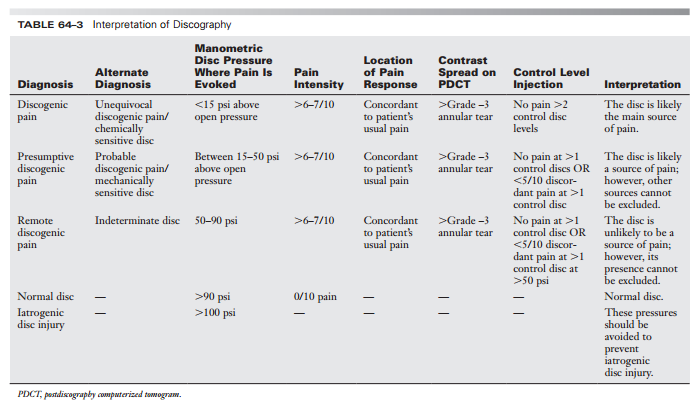 TABLE 64–3 Interpretation of Discography
Manometric
Disc Pressure Location Contrast
Alternate Where Pain Is Pain of Pain Spread on Control Level
Diagnosis Diagnosis Evoked Intensity Response PDCT Injection Interpretation
Discogenic Unequivocal <15 psi above >6–7/10 Concordant >Grade –3 No pain >2 The disc is likely
pain discogenic pain/ open pressure to patient’s annular tear control disc the main source
chemically usual pain levels of pain.
sensitive disc
Presumptive Probable Between 15–50 psi >6–7/10 Concordant >Grade –3 No pain at >1 The disc is likely
discogenic discogenic pain/ above open to patient’s annular tear control discs OR a source of pain;
pain mechanically pressure usual pain <5/10 discor- however, other
sensitive disc dant pain at >1 sources cannot
control disc be excluded.
Remote Indeterminate disc 50–90 psi >6–7/10 Concordant >Grade –3 No pain at >1 The disc is
discogenic to patient’s annular tear control disc OR unlikely to be a
pain usual pain <5/10 discor- source of pain;
dant pain at >1 however, its
control disc at presence cannot
>50 psi be excluded.
Normal disc — >90 psi 0/10 pain — — — Normal disc.
Iatrogenic — >100 psi — — — — These pressures
disc injury should be
avoided to
prevent
iatrogenic
disc injury.
PDCT, postdiscography computerized tomogram.